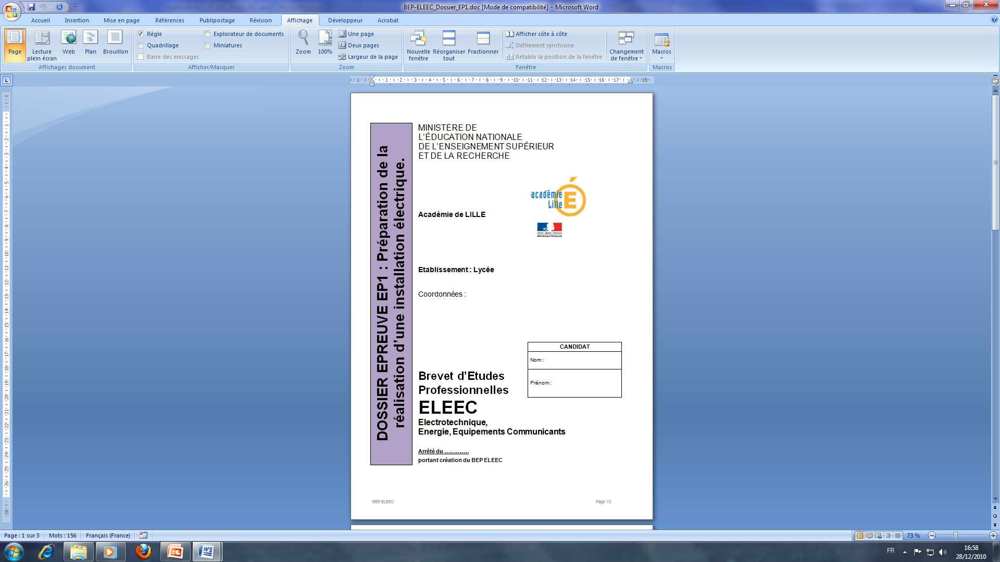 BEP-ELEEC_Dossier_EP1.doc [Mode de compatibilité] - Microsoft Word
Accueil Insertion Mise en page Références Publipostage Révision Affichage Développeur Acrobat
Page
Lecture plein écran
Web
Plan
Brouillon
Affichages document
Règle
Quadrillage
Barre des messages
Explorateur de documents
Miniatures
Afficher/Masquer
Zoom
100%
Une page
Deux pages
Largeur de la page
Zoom
Nouvelle fenêtre
Réorganiser tout
Fractionner
Afficher côte à côte
Défilement synchrone
Rétablir la position de la fenêtre
Changement de fenêtre
Fenêtre
Macros
Macros
DOSSIER EPREUVE EP1 : Préparation de la
réalisation d’une installation électrique.
MINISTÈRE DE
L’ÉDUCATION NATIONALE
DE L’ENSEIGNEMENT SUPÉRIEUR
ET DE LA RECHERCHE
académie
Lille
É
Académie de LILLE
Liberté • Égalité • Fraternité
RÉPUBLIQUE FRANÇAISE
Etablissement : Lycée
Coordonnées :
CANDIDAT
Nom :
Prénom :
Brevet d’Etudes
Professionnelles
ELEEC
Electrotechnique,
Energie, Equipements Communicants
Arrêté du ………….
portant création du BEP ELEEC
BEP ELEEC Page 1/3
Page : 1 sur 3 Mots : 156 Français (France) 73 %
FR 16:58
28/12/2010